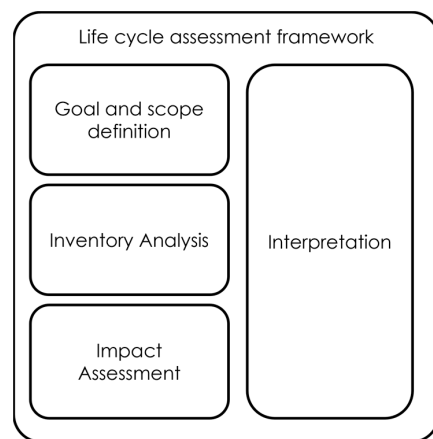 Life cycle assessment framework
Goal and scope
definition
Inventory Analysis
Impact
Assessment
Interpretation